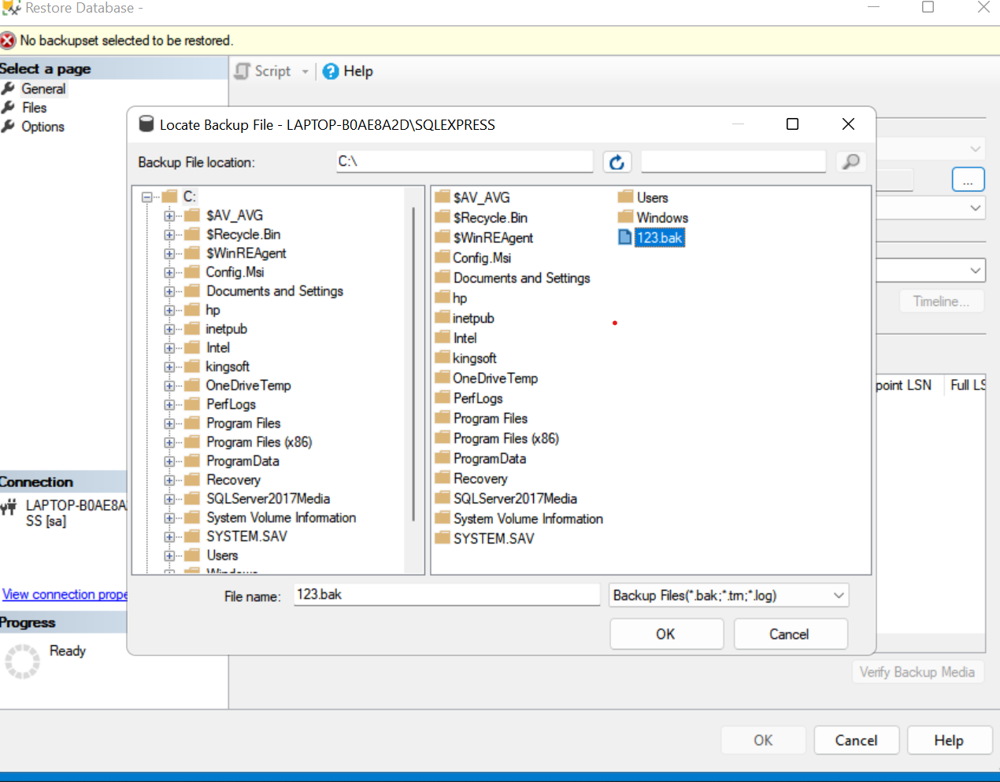 Restore Database -
No backupset selected to be restored.
Select a page
General
Files
Options
Script
Help
Locate Backup File - LAPTOP-B0AE8A2D\SQLEXPRESS
Backup File location:
C:\
C:
$AV_AVG
$Recycle.Bin
$WinREAgent
Config.Msi
Documents and Settings
hp
inetpub
Intel
kingsoft
OneDriveTemp
PerfLogs
Program Files
Program Files (x86)
ProgramData
Recovery
SQLServer2017Media
System Volume Information
SYSTEM.SAV
Users
Windows
$AV_AVG
$Recycle.Bin
$WinREAgent
Config.Msi
Documents and Settings
hp
inetpub
Intel
kingsoft
OneDriveTemp
PerfLogs
Program Files
Program Files (x86)
ProgramData
Recovery
SQLServer2017Media
System Volume Information
SYSTEM.SAV
Users
Windows
123.bak
File name:
123.bak
Backup Files(*.bak;*.trn;*.log)
OK
Cancel
...
Timeline...
point LSN
Full LS
Connection
LAPTOP-B0AE8A
SS [sa]
View connection prope
Progress
Ready
Verify Backup Media
OK
Cancel
Help